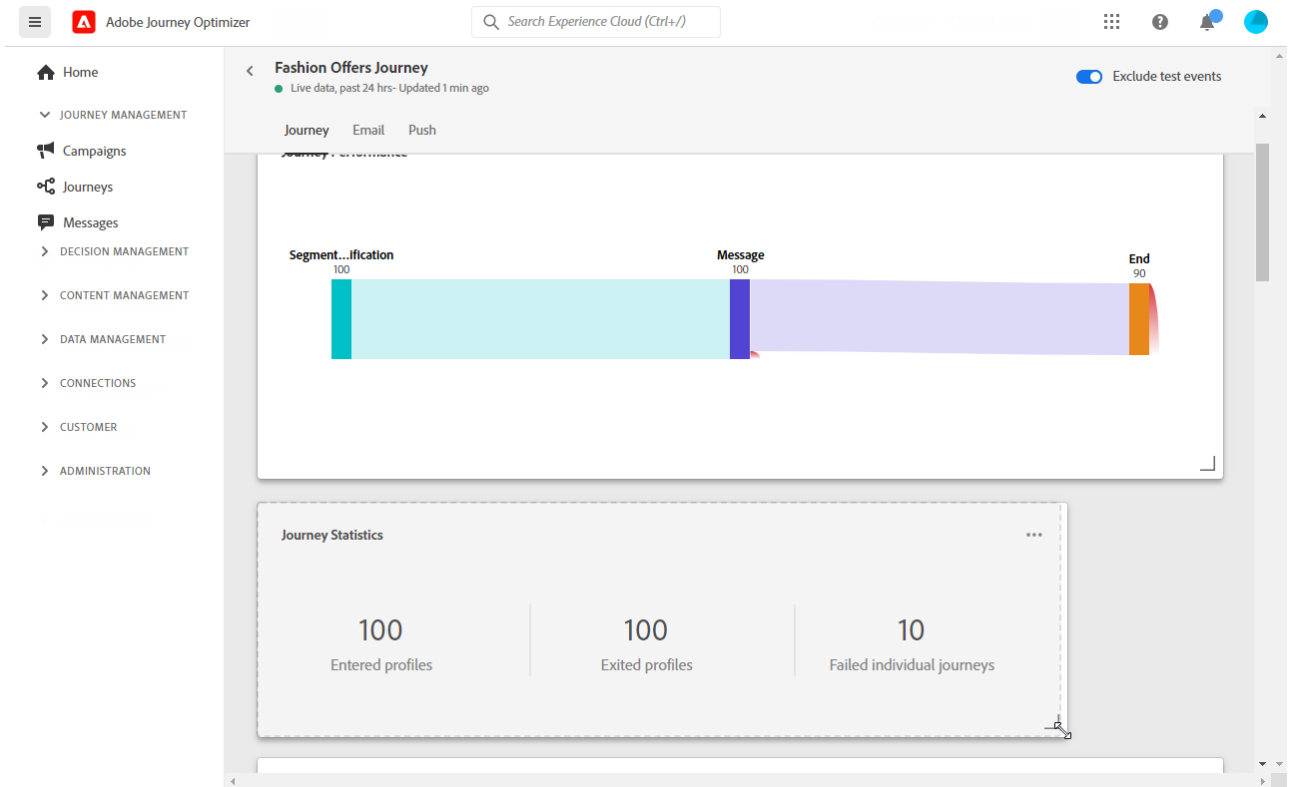 Adobe Journey Optimizer
Search Experience Cloud (Ctrl+/)
Home
JOURNEY MANAGEMENT
Campaigns
Journeys
Messages
DECISION MANAGEMENT
CONTENT MANAGEMENT
DATA MANAGEMENT
CONNECTIONS
CUSTOMER
ADMINISTRATION
Fashion Offers Journey
Live data, past 24 hrs- Updated 1 min ago
Exclude test events
Journey Email Push
Journey Performance
Segment...ification
100
Message
100
End
90
Journey Statistics
100
Entered profiles
100
Exited profiles
10
Failed individual journeys